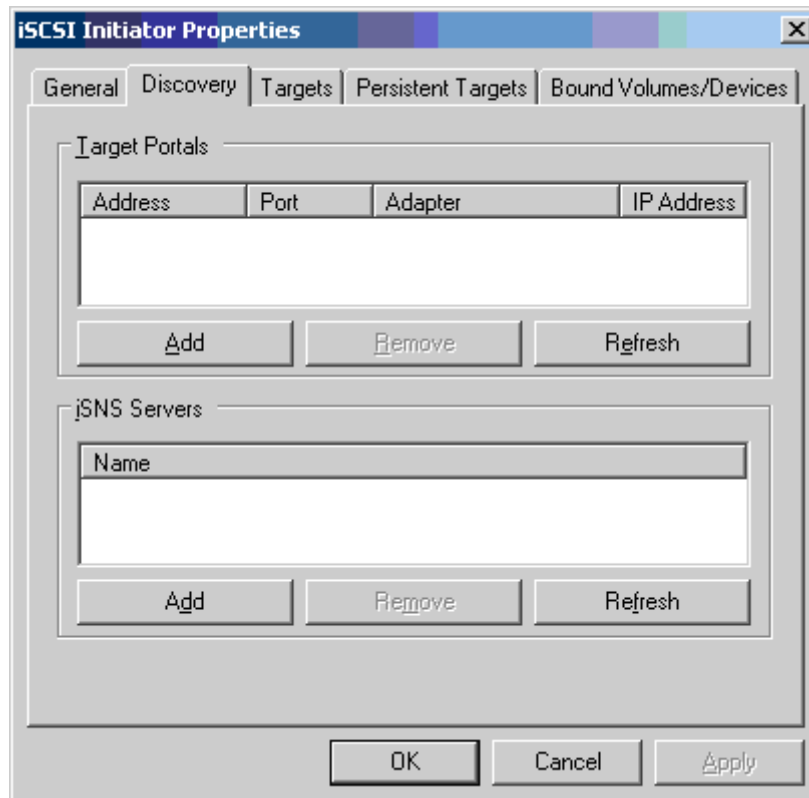 iSCSI Initiator Properties
General Discovery Targets Persistent Targets Bound Volumes/Devices
Target Portals
Address Port Adapter IP Address
Add Remove Refresh
iSNS Servers
Name
Add Remove Refresh
OK Cancel Apply